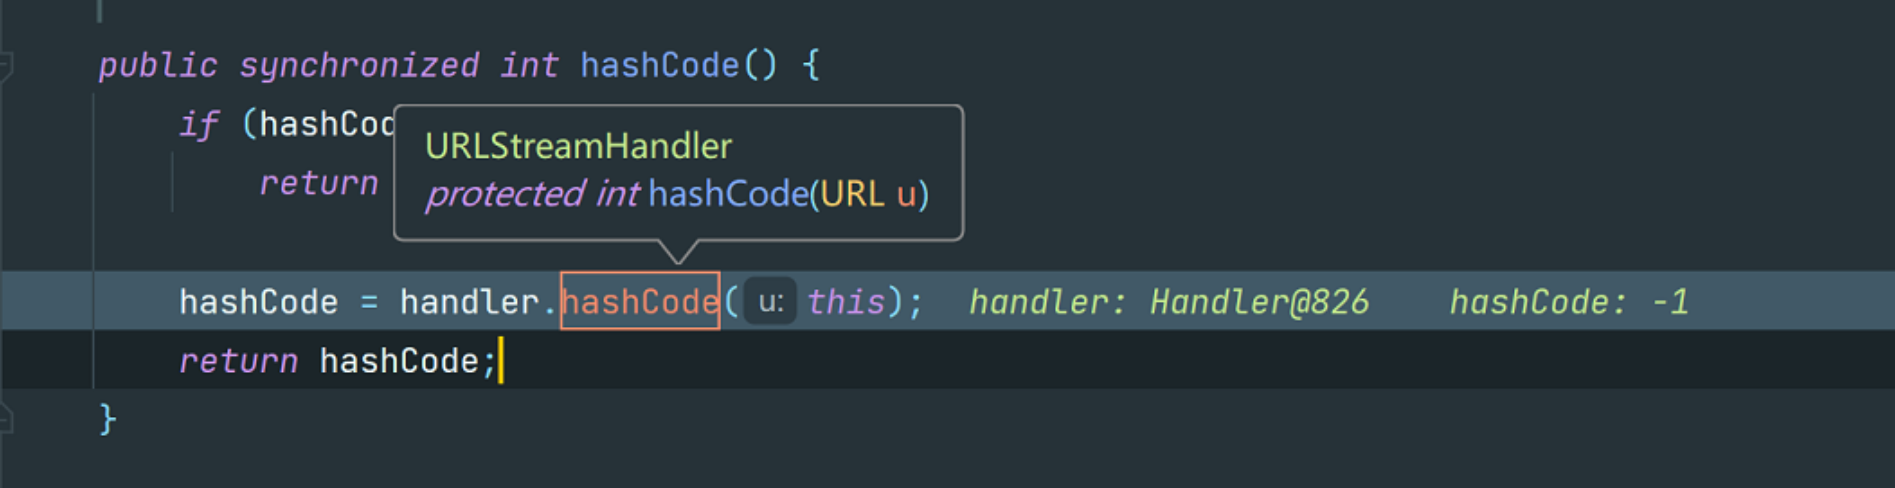 public synchronized int hashCode() {
if (hashCod
URLStreamHandler
return
protected int hashCode(URL u)
hashCode = handler.hashCode( u: this); handler: Handler@826 hashCode: -1
return hashCode;
}